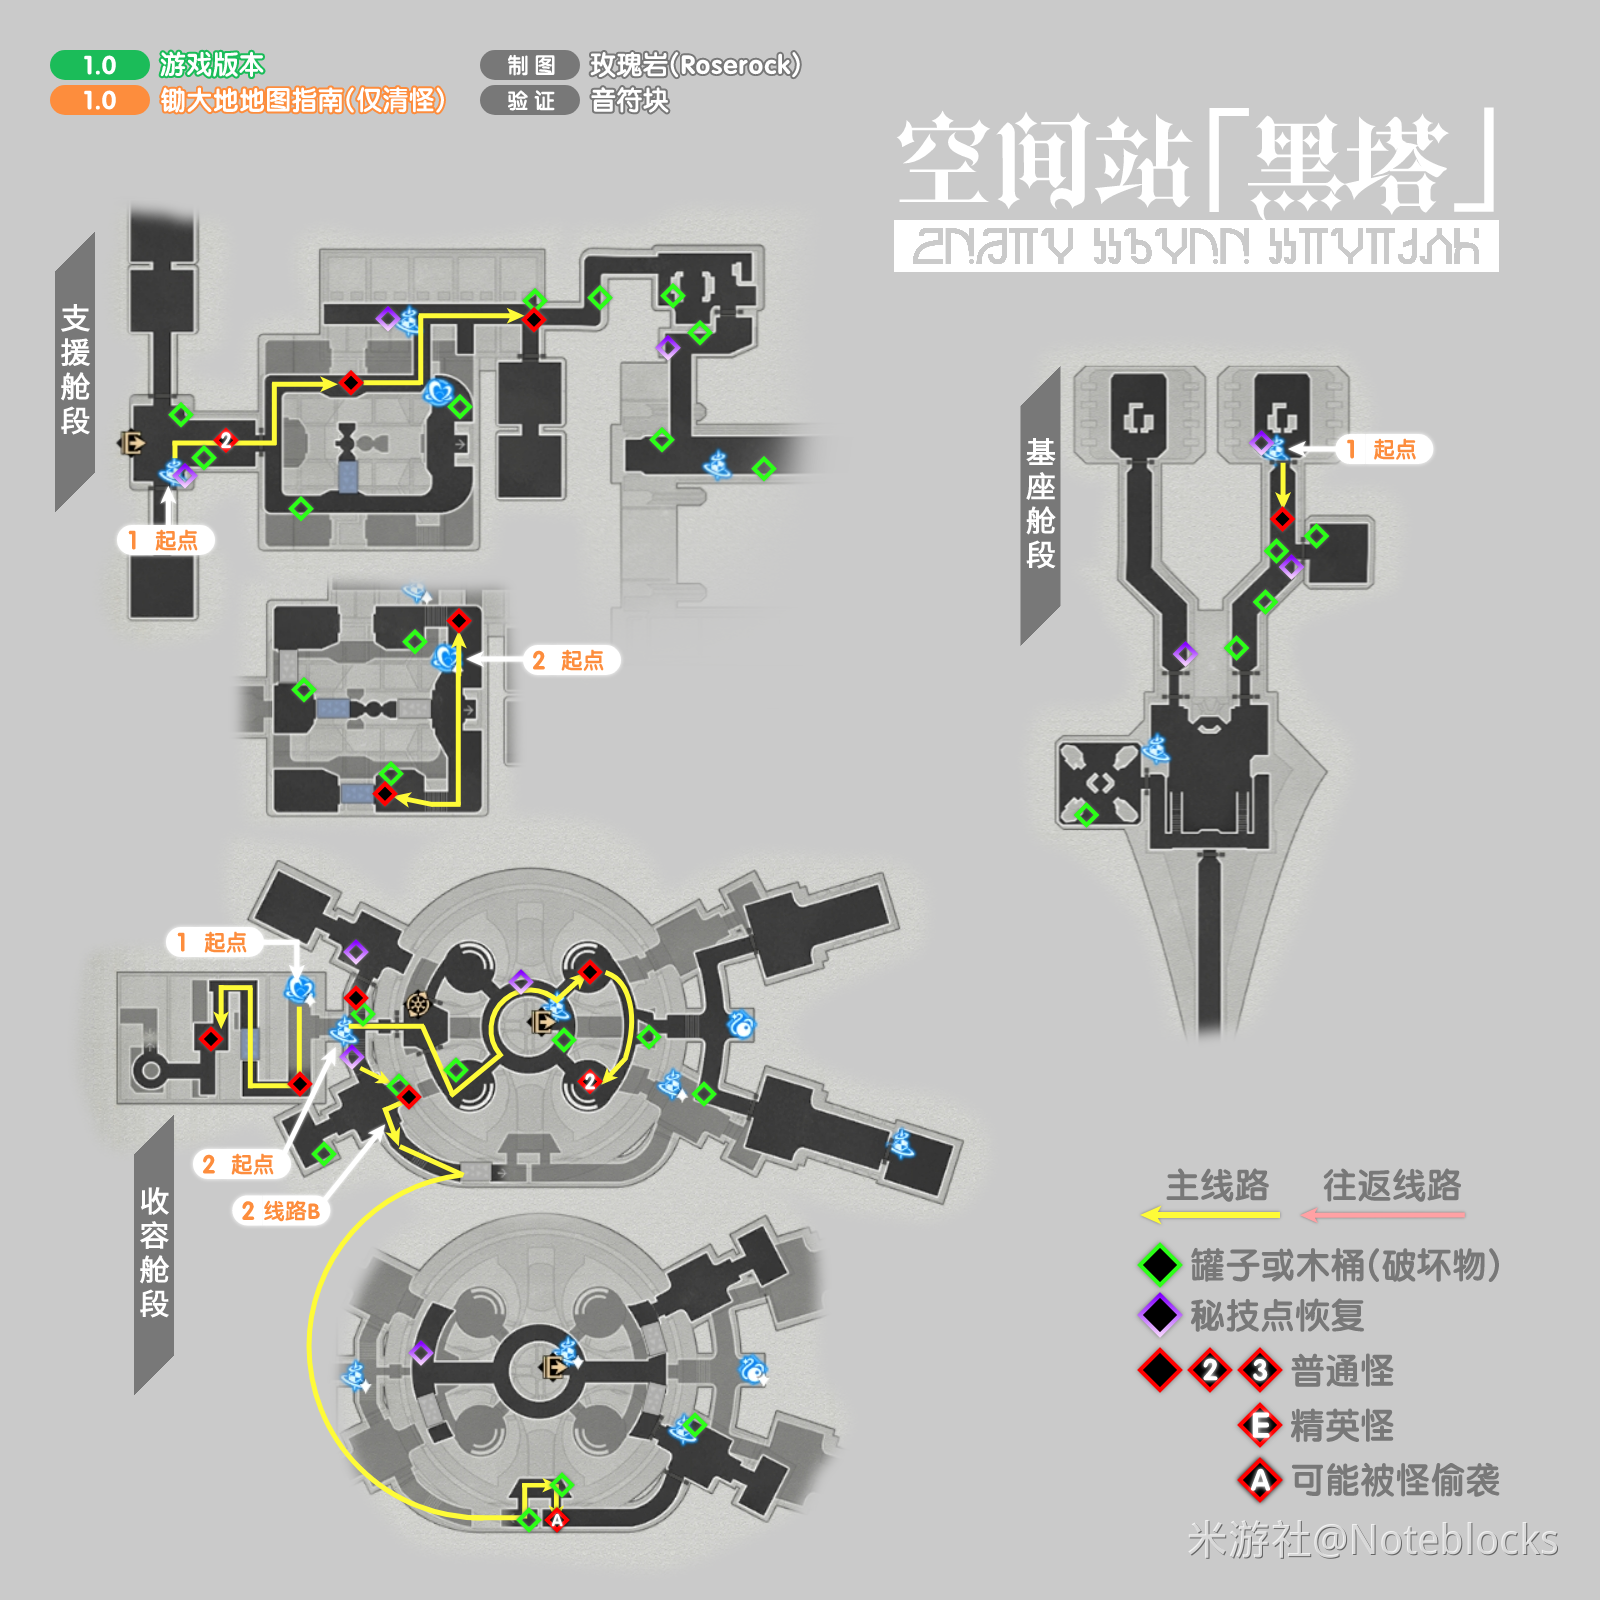 1.0 游戏版本
1.0 锄大地地图指南(仅清怪)
制图 玫瑰岩(Roserock)
验证 音符块
空间站「黑塔」
支援舱段
2
1 起点
2 起点
基座舱段
1 起点
1 起点
2
2 起点
2 线路B
收容舱段
A
主线路
往返线路
罐子或木桶(破坏物)
秘技点恢复
2 3 普通怪
E 精英怪
A 可能被怪偷袭
米游社@Noteblocks